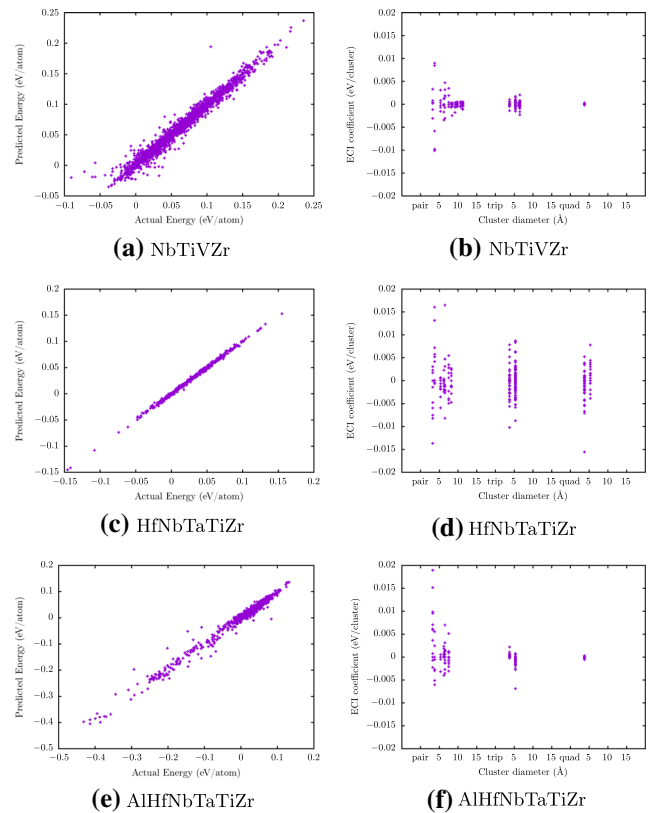 0.25
0.2
0.15
0.1
0.05
0
−0.05
Predicted Energy (eV/atom)
−0.1 −0.05 0 0.05 0.1 0.15 0.2 0.25
Actual Energy (eV/atom)
(a) NbTiVZr
0.02
0.015
0.01
0.005
0
−0.005
−0.01
−0.015
−0.02
ECI coefficient (eV/cluster)
pair 5 10 15 trip 5 10 15 quad 5 10 15
Cluster diameter (Å)
(b) NbTiVZr
0.2
0.15
0.1
0.05
0
−0.05
−0.1
−0.15
Predicted Energy (eV/atom)
−0.15 −0.1 −0.05 0 0.05 0.1 0.15 0.2
Actual Energy (eV/atom)
(c) HfNbTaTiZr
0.02
0.015
0.01
0.005
0
−0.005
−0.01
−0.015
−0.02
ECI coefficient (eV/cluster)
pair 5 10 15 trip 5 10 15 quad 5 10 15
Cluster diameter (Å)
(d) HfNbTaTiZr
0.2
0.1
0
−0.1
−0.2
−0.3
−0.4
−0.5
Predicted Energy (eV/atom)
−0.5 −0.4 −0.3 −0.2 −0.1 0 0.1 0.2
Actual Energy (eV/atom)
(e) AlHfNbTaTiZr
0.02
0.015
0.01
0.005
0
−0.005
−0.01
−0.015
−0.02
ECI coefficient (eV/cluster)
pair 5 10 15 trip 5 10 15 quad 5 10 15
Cluster diameter (Å)
(f) AlHfNbTaTiZr